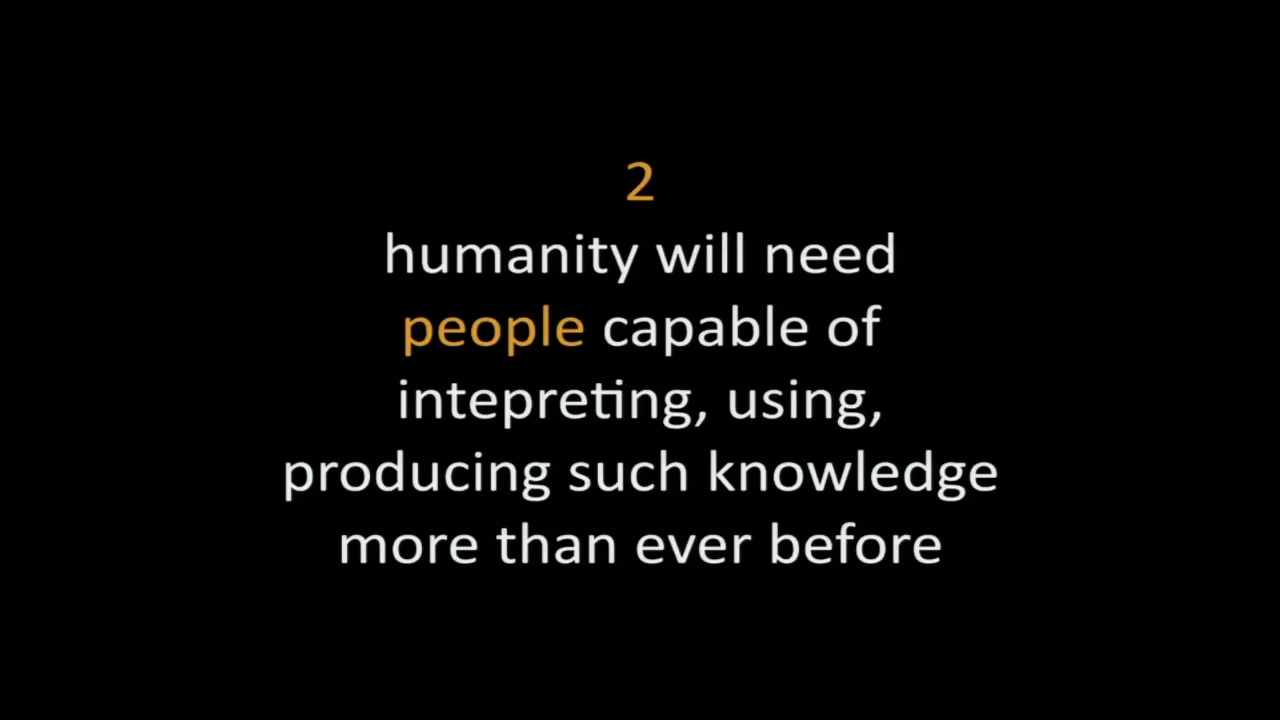 2
humanity will need
people capable of
intepreting, using,
producing such knowledge
more than ever before